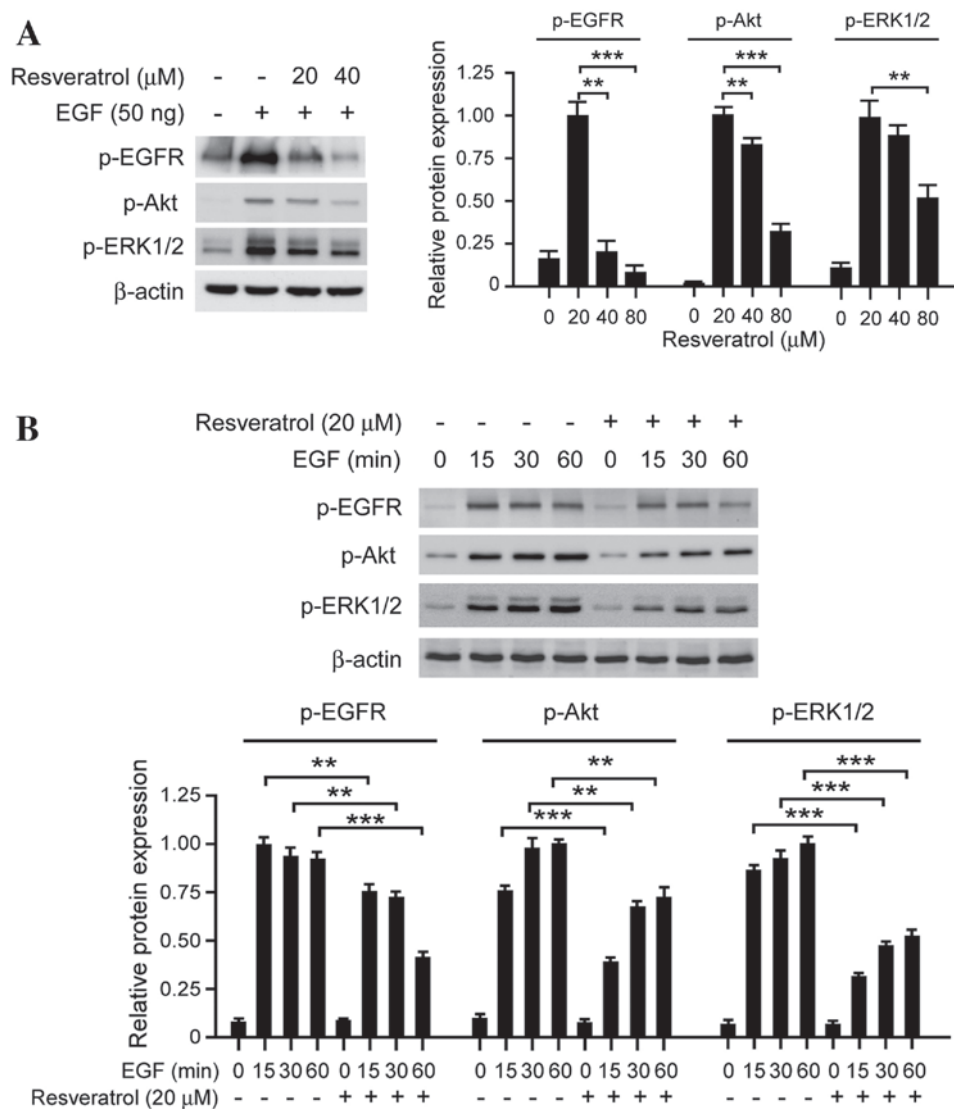 A
Resveratrol (μM) - - 20 40
EGF (50 ng) - + + +
p-EGFR
p-Akt
p-ERK1/2
β-actin
p-EGFR p-Akt p-ERK1/2
*** *** **
** **
Relative protein expression
1.25
1.00
0.75
0.50
0.25
0
0 20 40 80 0 20 40 80 0 20 40 80
Resveratrol (μM)
B
Resveratrol (20 μM) - - - - + + + +
EGF (min) 0 15 30 60 0 15 30 60
p-EGFR
p-Akt
p-ERK1/2
β-actin
p-EGFR p-Akt p-ERK1/2
** ** ***
** ** ***
*** *** ***
Relative protein expression
1.25
1.00
0.75
0.50
0.25
0
EGF (min) 0 15 30 60 0 15 30 60 0 15 30 60 0 15 30 60 0 15 30 60 0 15 30 60
Resveratrol (20 μM) - - - - + + + + - - - - + + + + - - - - + + + +